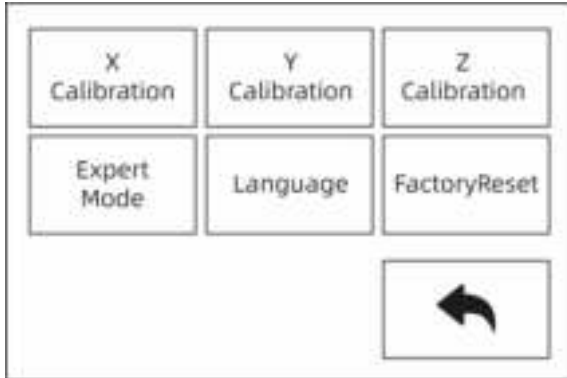 X
Calibration
Y
Calibration
Z
Calibration
Expert
Mode
Language
FactoryReset